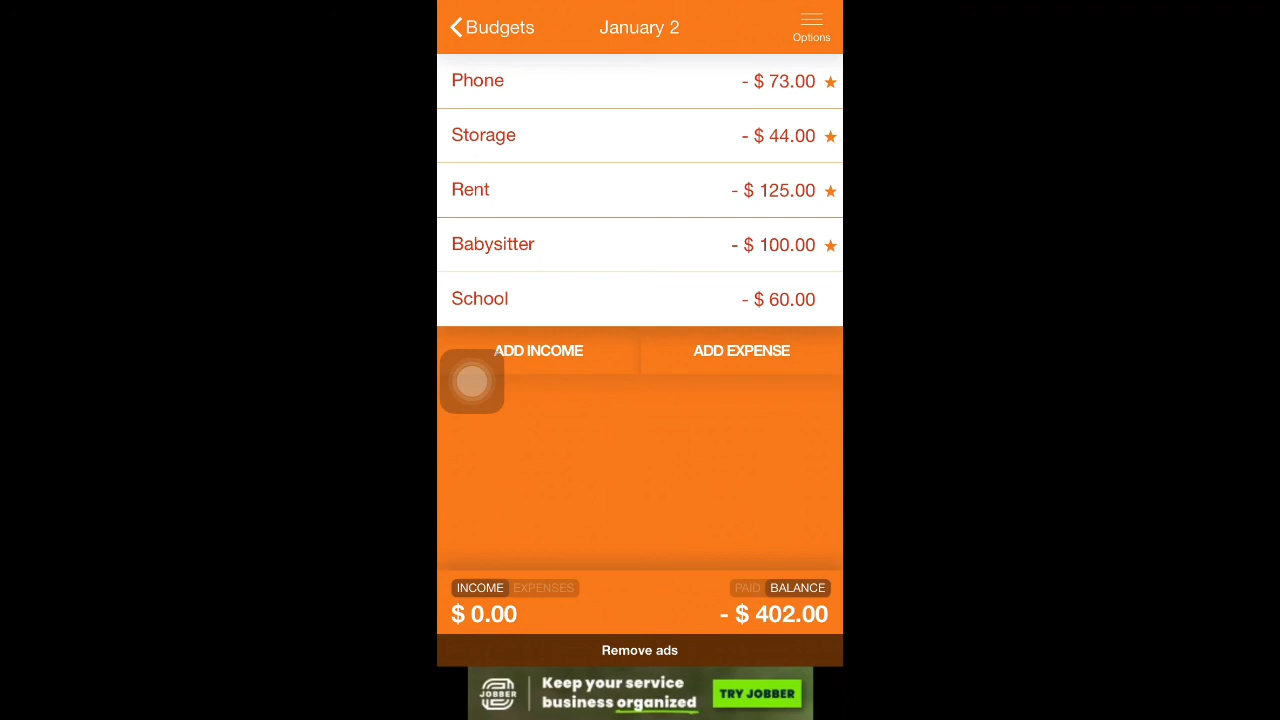 Budgets January 2 Options
Phone - $ 73.00
Storage - $ 44.00
Rent - $ 125.00
Babysitter - $ 100.00
School - $ 60.00
ADD INCOME ADD EXPENSE
INCOME EXPENSES PAID BALANCE
$ 0.00 - $ 402.00
Remove ads
JOBBER Keep your service business organized TRY JOBBER